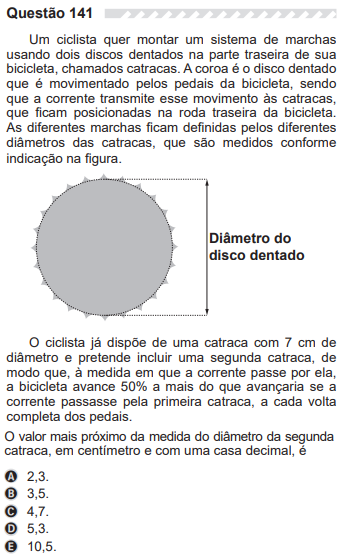 Questão 141
Um ciclista quer montar um sistema de marchas
usando dois discos dentados na parte traseira de sua
bicicleta, chamados catracas. A coroa é o disco dentado
que é movimentado pelos pedais da bicicleta, sendo
que a corrente transmite esse movimento às catracas,
que ficam posicionadas na roda traseira da bicicleta.
As diferentes marchas ficam definidas pelos diferentes
diâmetros das catracas, que são medidos conforme
indicação na figura.
Diâmetro do
disco dentado
O ciclista já dispõe de uma catraca com 7 cm de
diâmetro e pretende incluir uma segunda catraca, de
modo que, à medida em que a corrente passe por ela,
a bicicleta avance 50% a mais do que avançaria se a
corrente passasse pela primeira catraca, a cada volta
completa dos pedais.
O valor mais próximo da medida do diâmetro da segunda
catraca, em centímetro e com uma casa decimal, é
A 2,3.
B 3,5.
C 4,7.
D 5,3.
E 10,5.